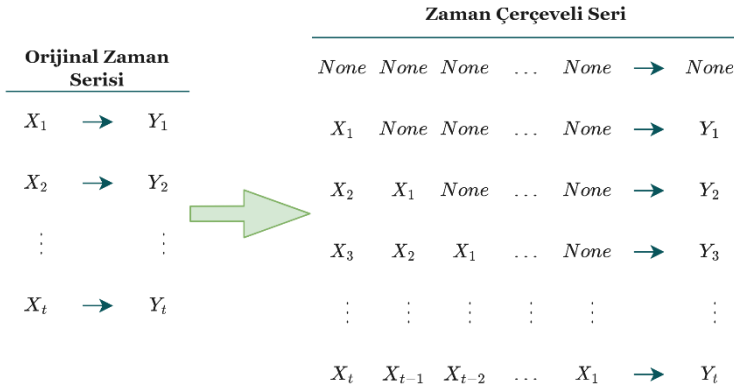 Zaman Çerçeveli Seri
Orijinal Zaman
Serisi
None None None ... None → None
X₁ → Y₁
X₁ None None ... None → Y₁
X₂ → Y₂
X₂ X₁ None ... None → Y₂
⋮ ⋮
X₃ X₂ X₁ ... None → Y₃
Xₜ → Yₜ
⋮ ⋮ ⋮ ⋮ ⋮ ⋮
Xₜ Xₜ₋₁ Xₜ₋₂ ... X₁ → Yₜ